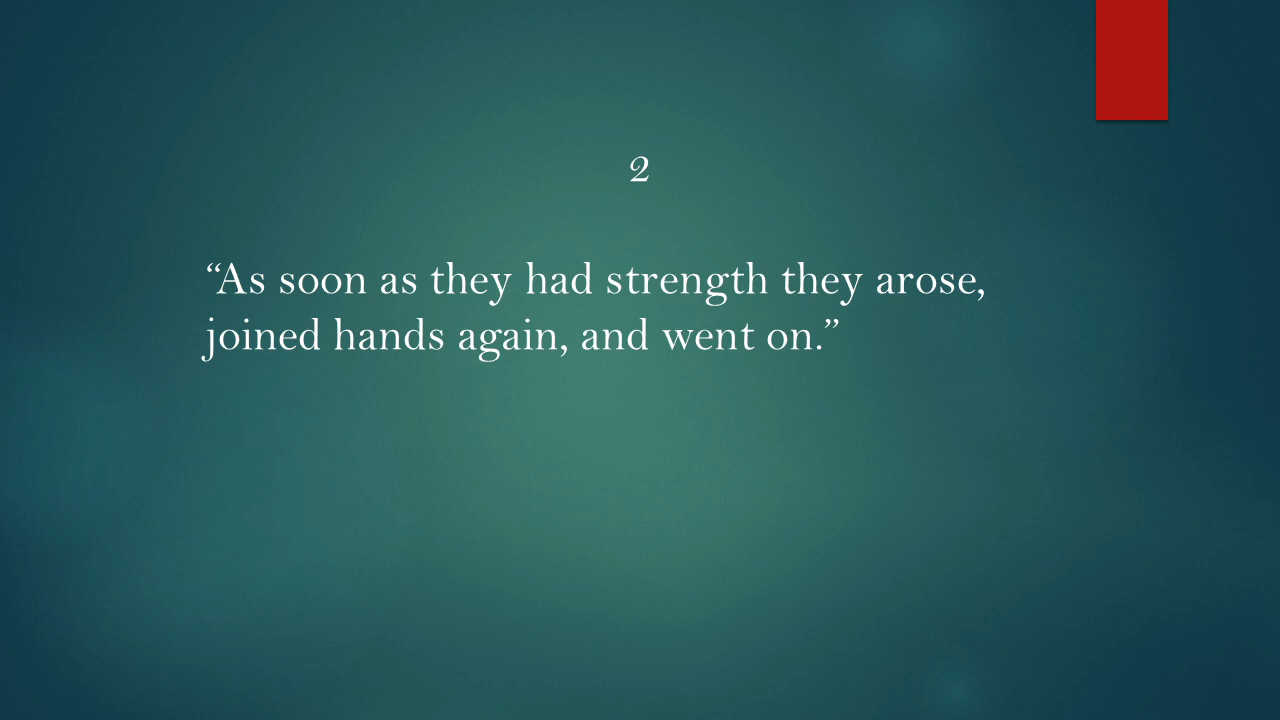 2
“As soon as they had strength they arose,
joined hands again, and went on.”